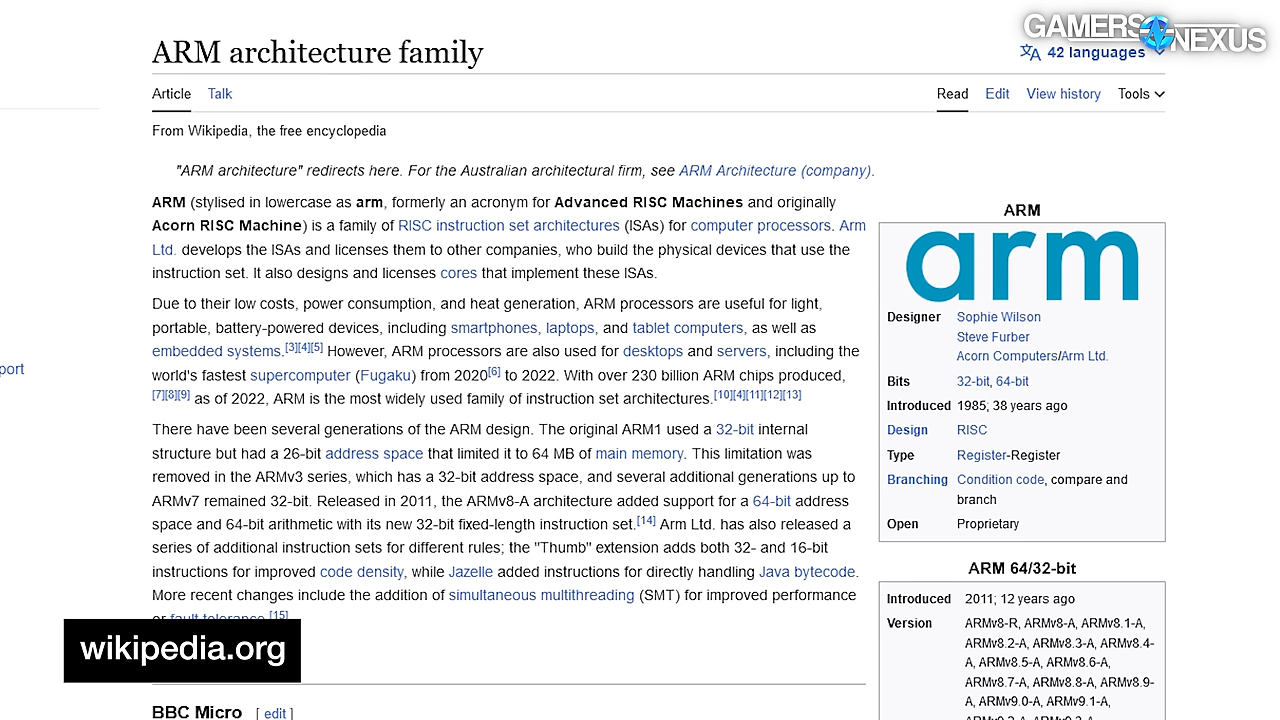 GAMERS NEXUS
ARM architecture family
42 languages
Article Talk
Read Edit View history Tools
From Wikipedia, the free encyclopedia
"ARM architecture" redirects here. For the Australian architectural firm, see ARM Architecture (company).
ARM (stylised in lowercase as arm, formerly an acronym for Advanced RISC Machines and originally
Acorn RISC Machine) is a family of RISC instruction set architectures (ISAs) for computer processors. Arm
Ltd. develops the ISAs and licenses them to other companies, who build the physical devices that use the
instruction set. It also designs and licenses cores that implement these ISAs.
Due to their low costs, power consumption, and heat generation, ARM processors are useful for light,
portable, battery-powered devices, including smartphones, laptops, and tablet computers, as well as
embedded systems.[3][4][5] However, ARM processors are also used for desktops and servers, including the
world's fastest supercomputer (Fugaku) from 2020[6] to 2022. With over 230 billion ARM chips produced,
[7][8][9] as of 2022, ARM is the most widely used family of instruction set architectures.[10][4][11][12][13]
port
There have been several generations of the ARM design. The original ARM1 used a 32-bit internal
structure but had a 26-bit address space that limited it to 64 MB of main memory. This limitation was
removed in the ARMv3 series, which has a 32-bit address space, and several additional generations up to
ARMv7 remained 32-bit. Released in 2011, the ARMv8-A architecture added support for a 64-bit address
space and 64-bit arithmetic with its new 32-bit fixed-length instruction set.[14] Arm Ltd. has also released a
series of additional instruction sets for different rules; the "Thumb" extension adds both 32- and 16-bit
instructions for improved code density, while Jazelle added instructions for directly handling Java bytecode.
More recent changes include the addition of simultaneous multithreading (SMT) for improved performance
or fault tolerance.[15]
wikipedia.org
BBC Micro [ edit ]
ARM
arm
Designer Sophie Wilson
Steve Furber
Acorn Computers/Arm Ltd.
Bits 32-bit, 64-bit
Introduced 1985; 38 years ago
Design RISC
Type Register-Register
Branching Condition code, compare and
branch
Open Proprietary
ARM 64/32-bit
Introduced 2011; 12 years ago
Version ARMv8-R, ARMv8-A, ARMv8.1-A,
ARMv8.2-A, ARMv8.3-A, ARMv8.4-
A, ARMv8.5-A, ARMv8.6-A,
ARMv8.7-A, ARMv8.8-A, ARMv8.9-
A, ARMv9.0-A, ARMv9.1-A,